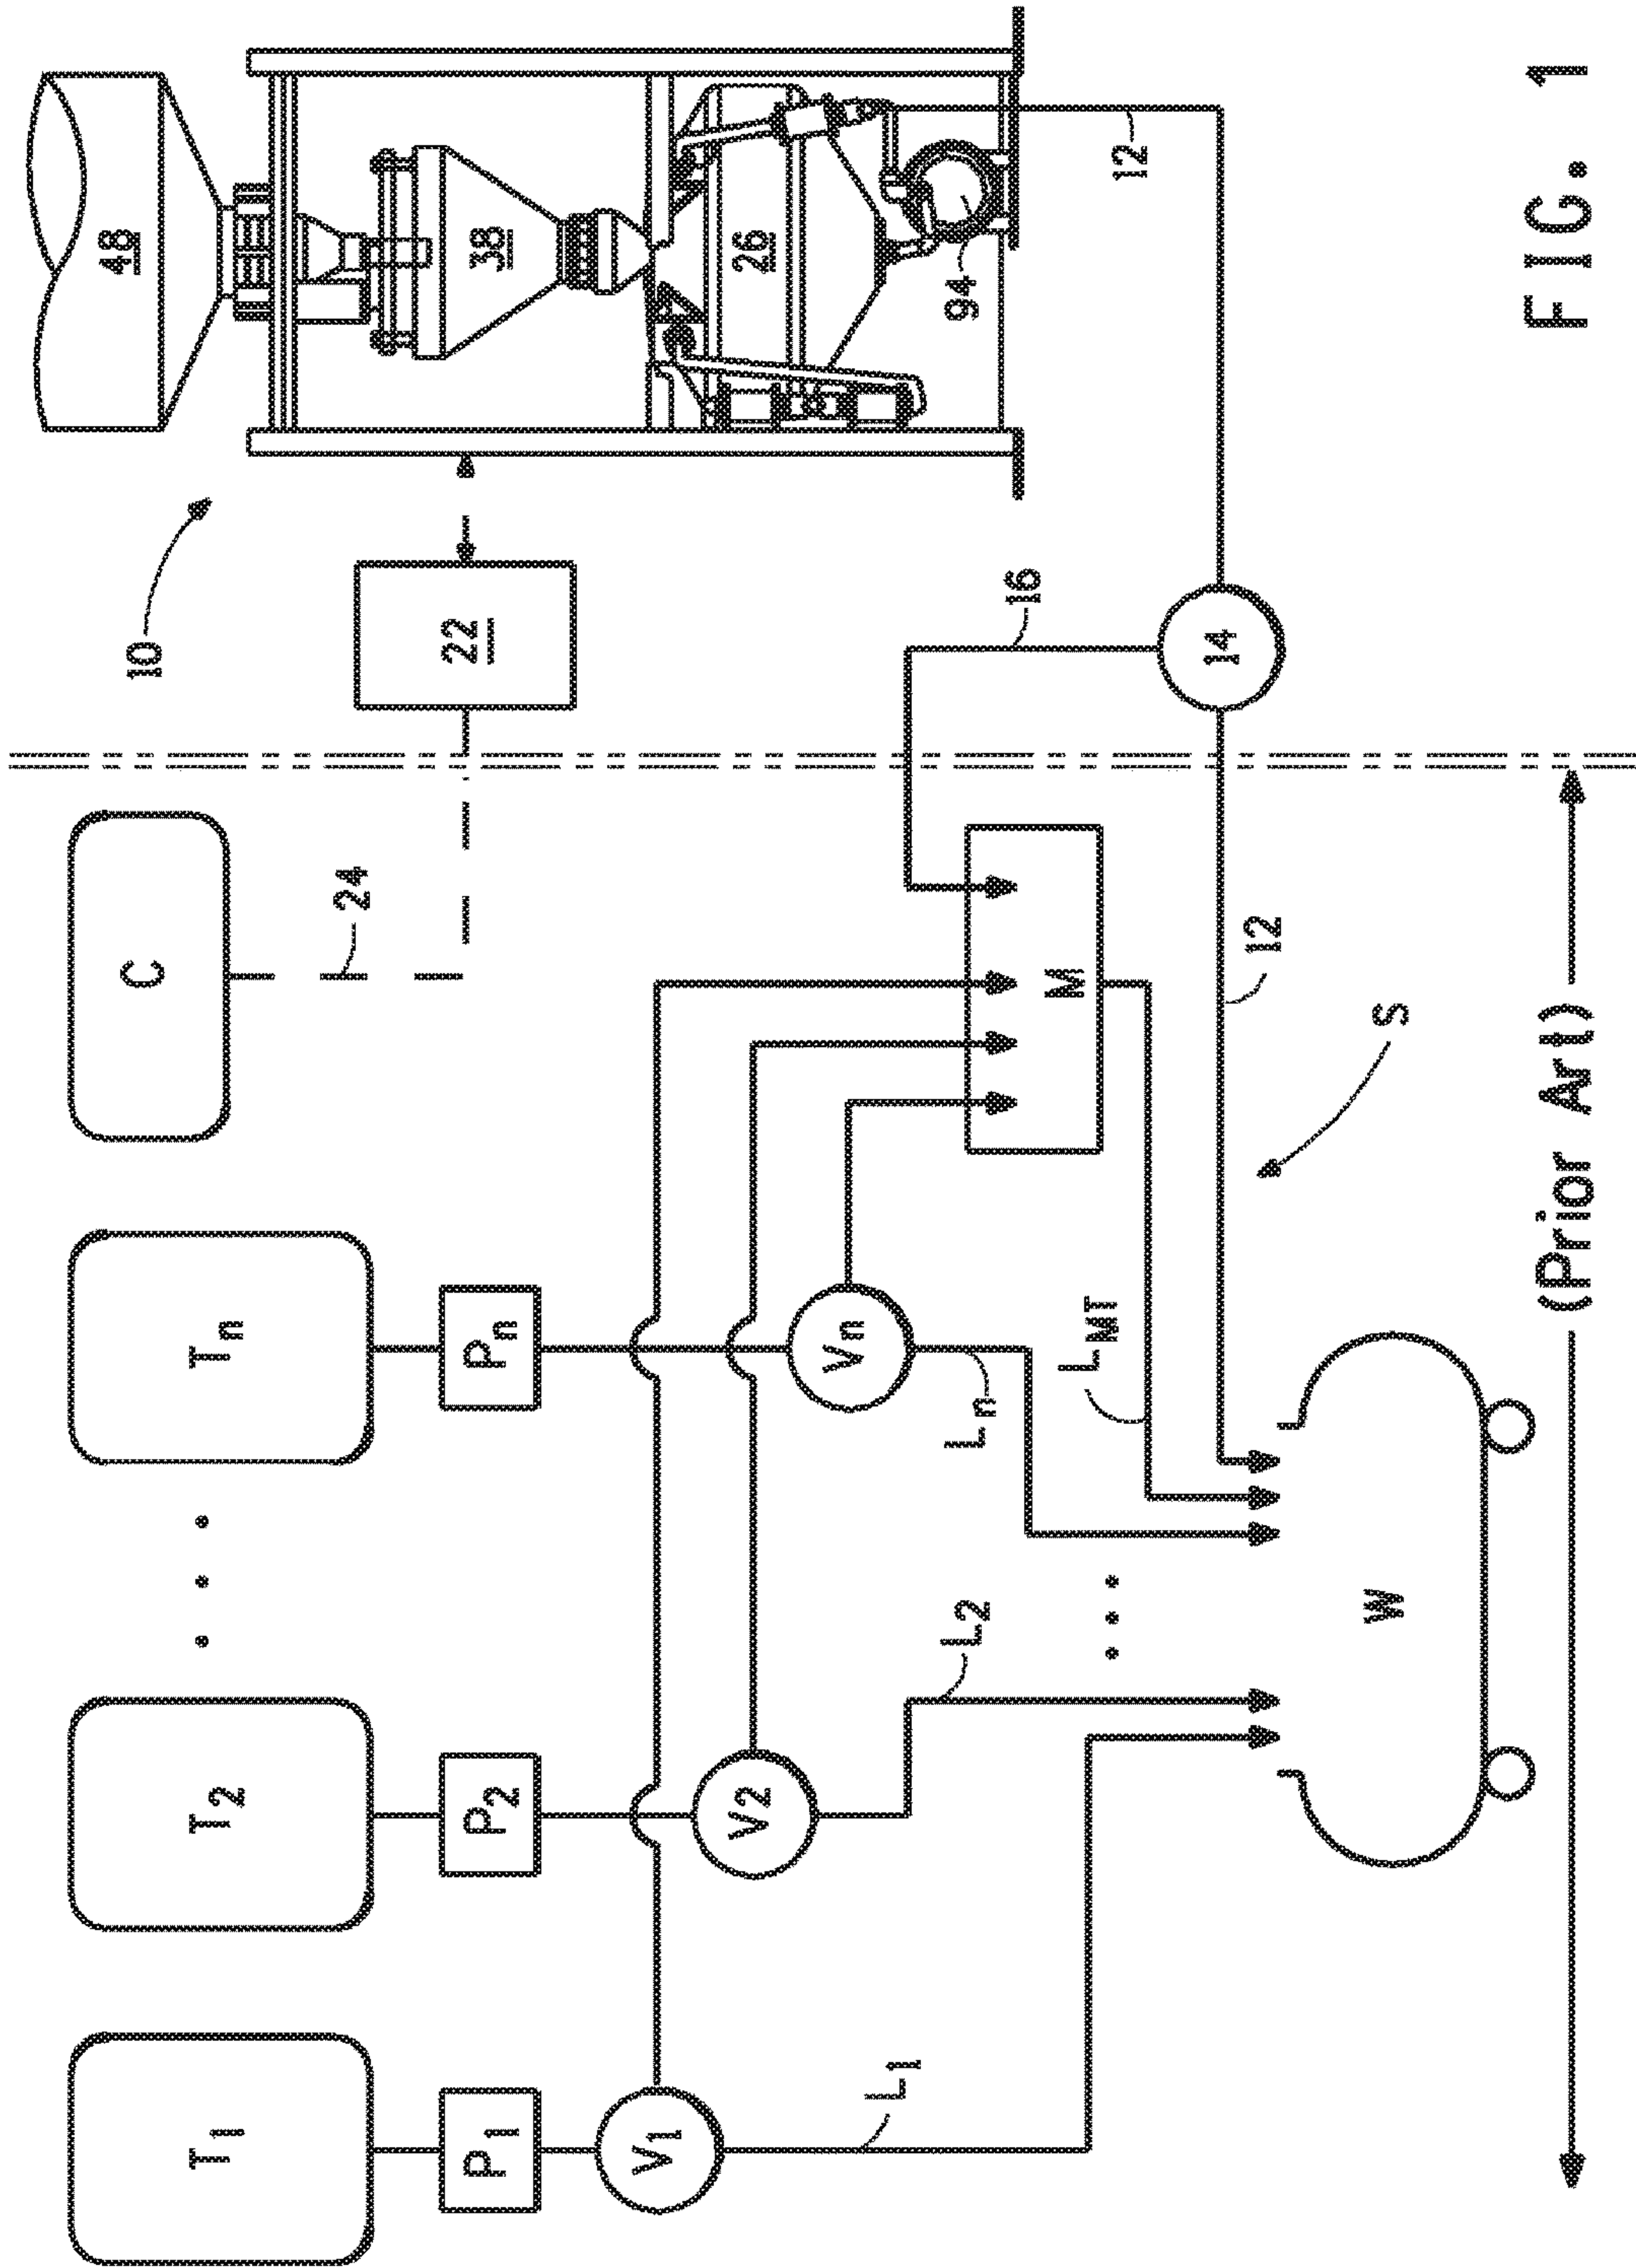 T1
T2
• • •
Tn
C
48
10
P1
P2
Pn
24
22
38
V1
V2
Vn
26
94
L1
L2
Ln
M
16
12
• • •
LMT
12
14
W
S
(Prior Art)
FIG. 1